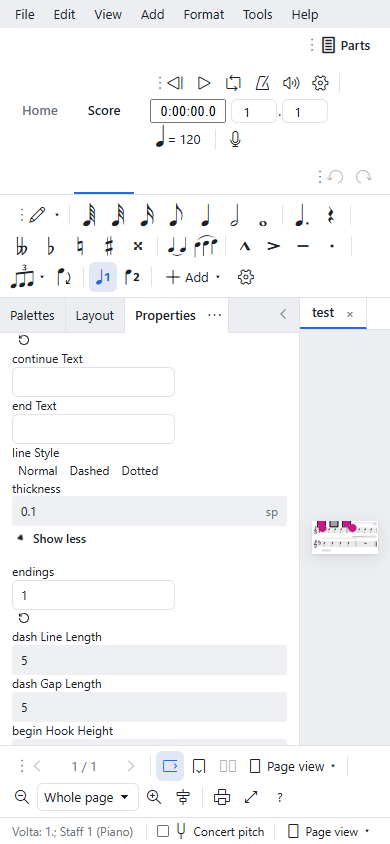 File Edit View Add Format Tools Help
Parts
Home Score 0:00:00.0 1 . 1
= 120
3
1 2 Add
Palettes Layout Properties ··· test ×
continue Text
end Text
line Style
Normal Dashed Dotted
thickness
0.1 sp
Show less
endings
1
dash Line Length
5
dash Gap Length
5
begin Hook Height
1 / 1 Page view
Whole page ?
Volta: 1.; Staff 1 (Piano) Concert pitch Page view